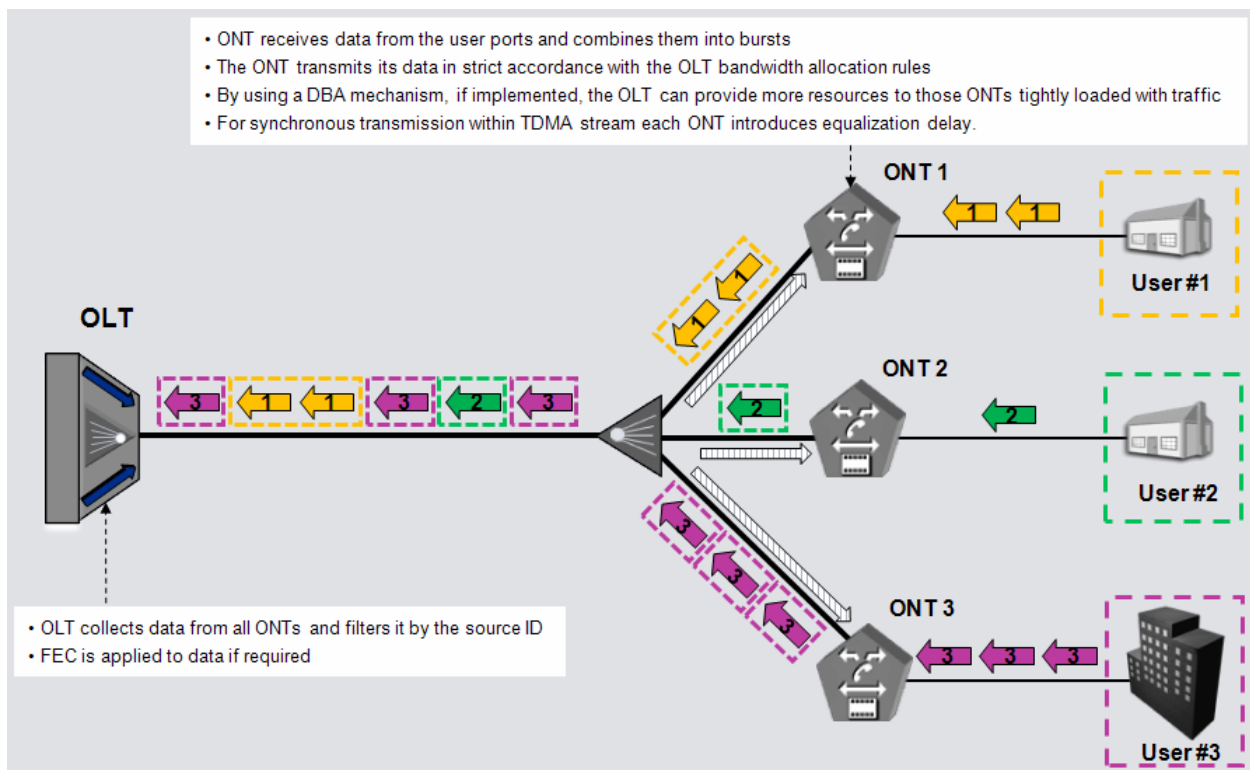 • ONT receives data from the user ports and combines them into bursts
• The ONT transmits its data in strict accordance with the OLT bandwidth allocation rules
• By using a DBA mechanism, if implemented, the OLT can provide more resources to those ONTs tightly loaded with traffic
• For synchronous transmission within TDMA stream each ONT introduces equalization delay.
ONT 1
1 1
User #1
1
1
OLT
3 1 1 3 2 3
ONT 2
2
2
User #2
3
3
3
ONT 3
3 3 3
User #3
• OLT collects data from all ONTs and filters it by the source ID
• FEC is applied to data if required